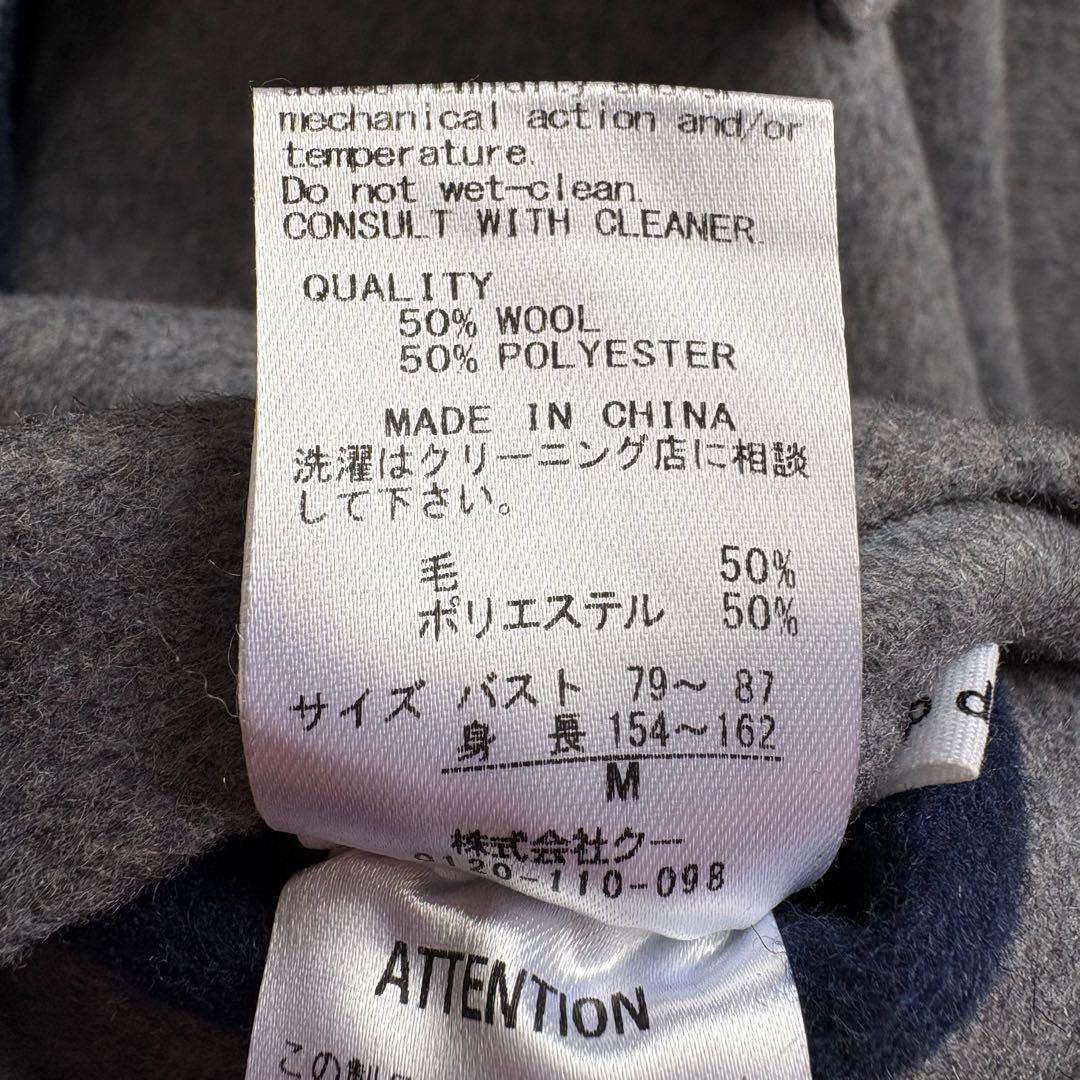 mechanical action and/or
temperature.
Do not wet-clean.
CONSULT WITH CLEANER.
QUALITY
50% WOOL
50% POLYESTER
MADE IN CHINA
洗濯はクリーニング店に相談
して下さい。
毛 50%
ポリエステル 50%
サイズ バスト 79～ 87
身 長 154～162
M
株式会社クー
0120-110-098
ATTENTION
この製